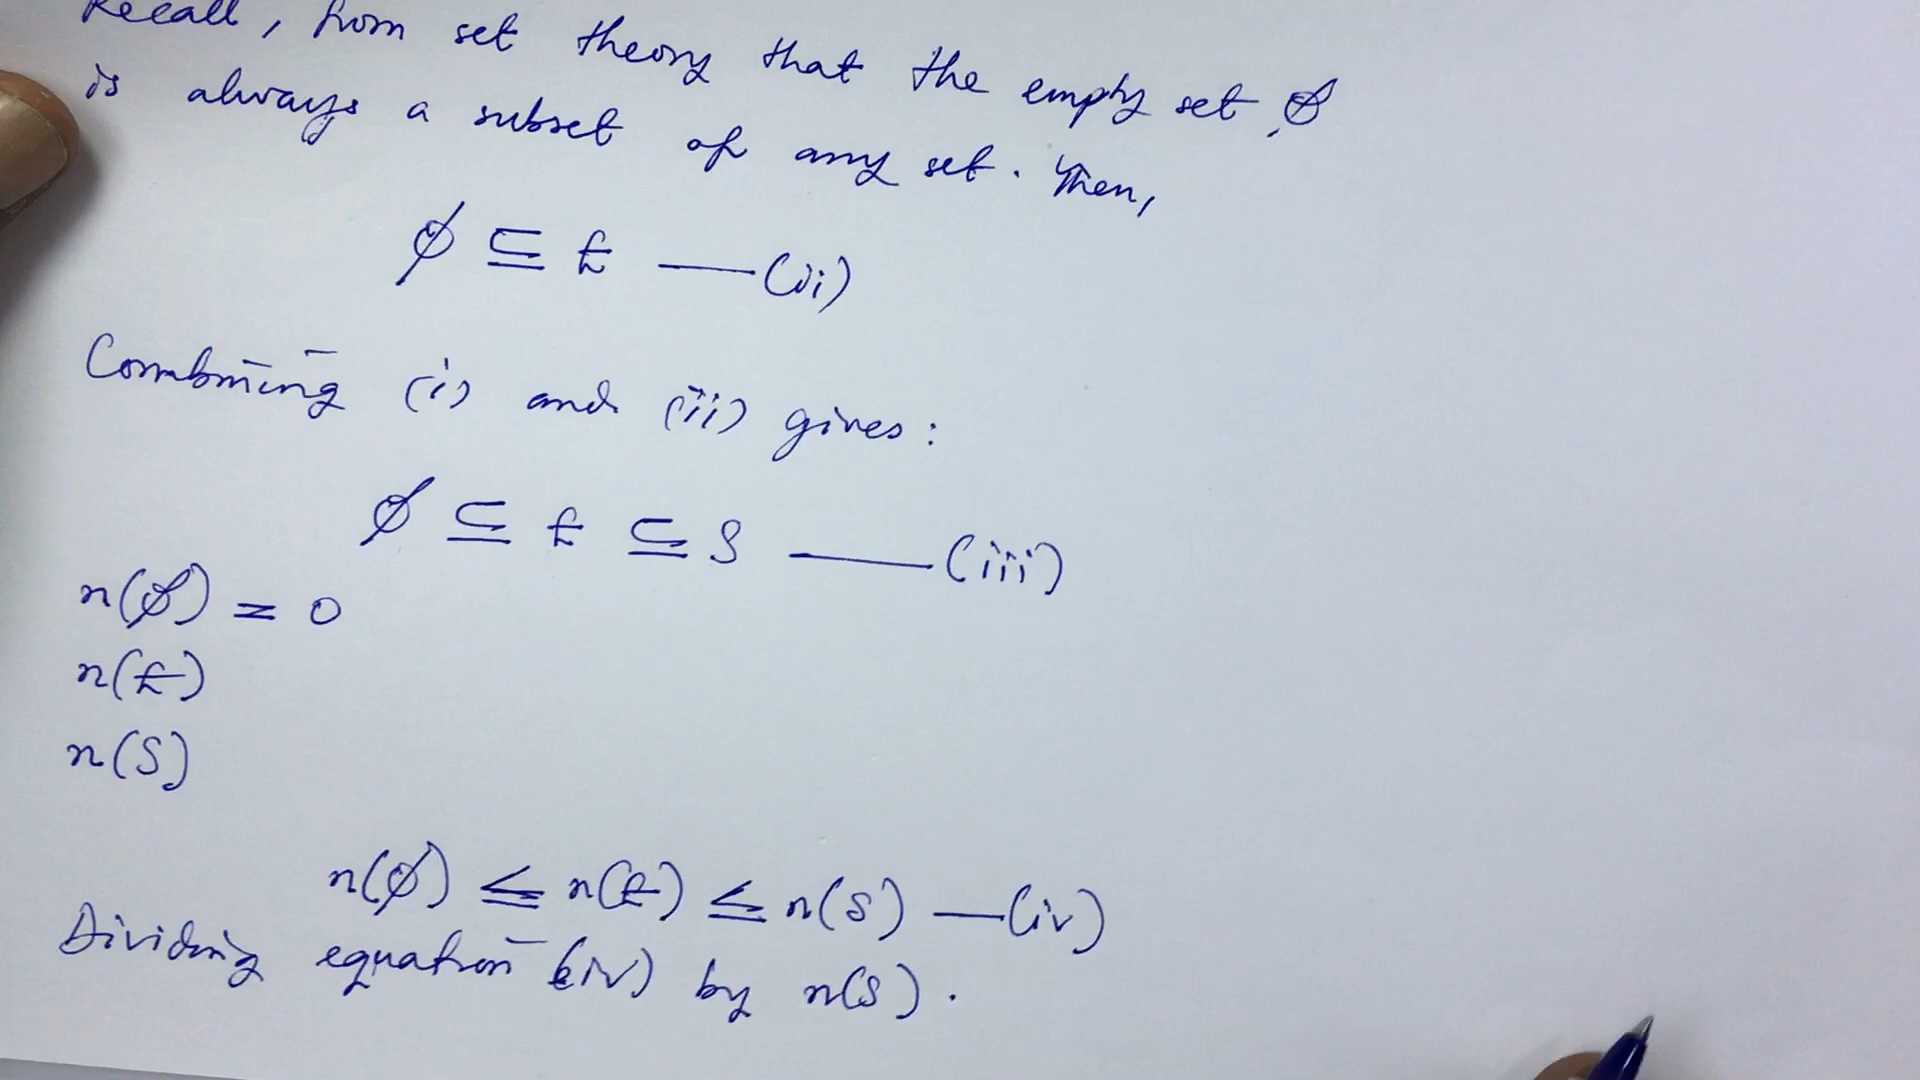 Recall, from set theory that the empty set, ∅
is always a subset of any set. Then,
∅ ⊆ E —(ii)
Combining (i) and (ii) gives:
∅ ⊆ E ⊆ S —(iii)
n(∅) = 0
n(E)
n(S)
n(∅) ≤ n(E) ≤ n(S) —(iv)
Dividing equation (iv) by n(S).